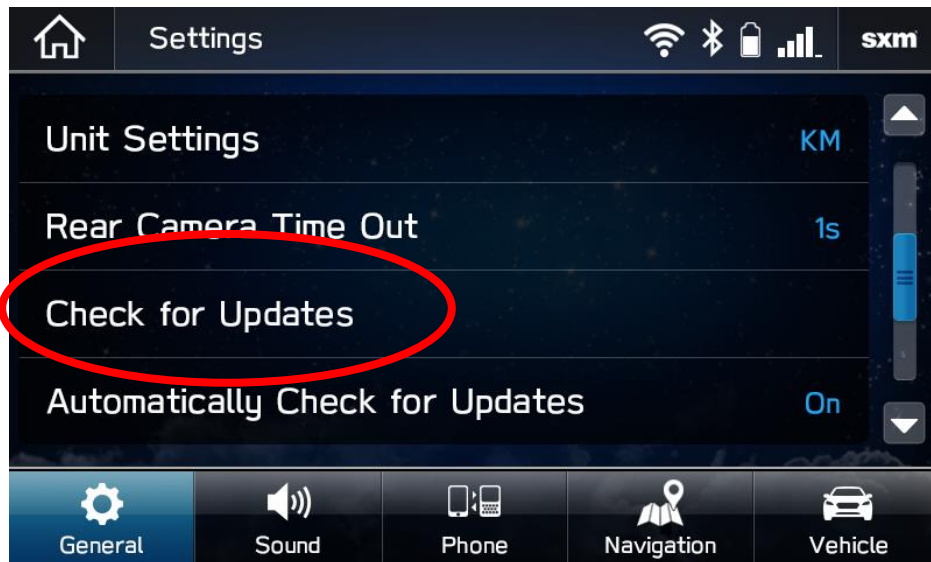 Settings
sxm
Unit Settings KM
Rear Camera Time Out 1s
Check for Updates
Automatically Check for Updates On
General Sound Phone Navigation Vehicle